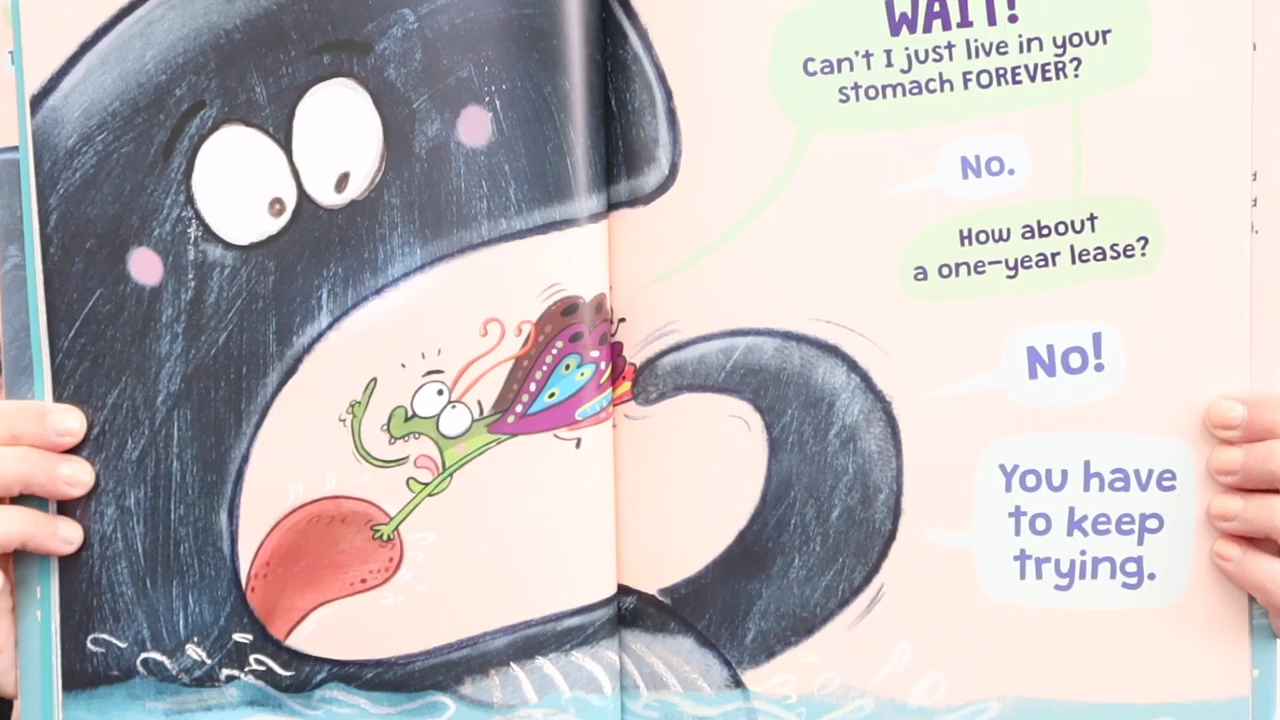 WAIT!
Can't I just live in your
stomach FOREVER?
No.
How about
a one-year lease?
No!
You have
to keep
trying.